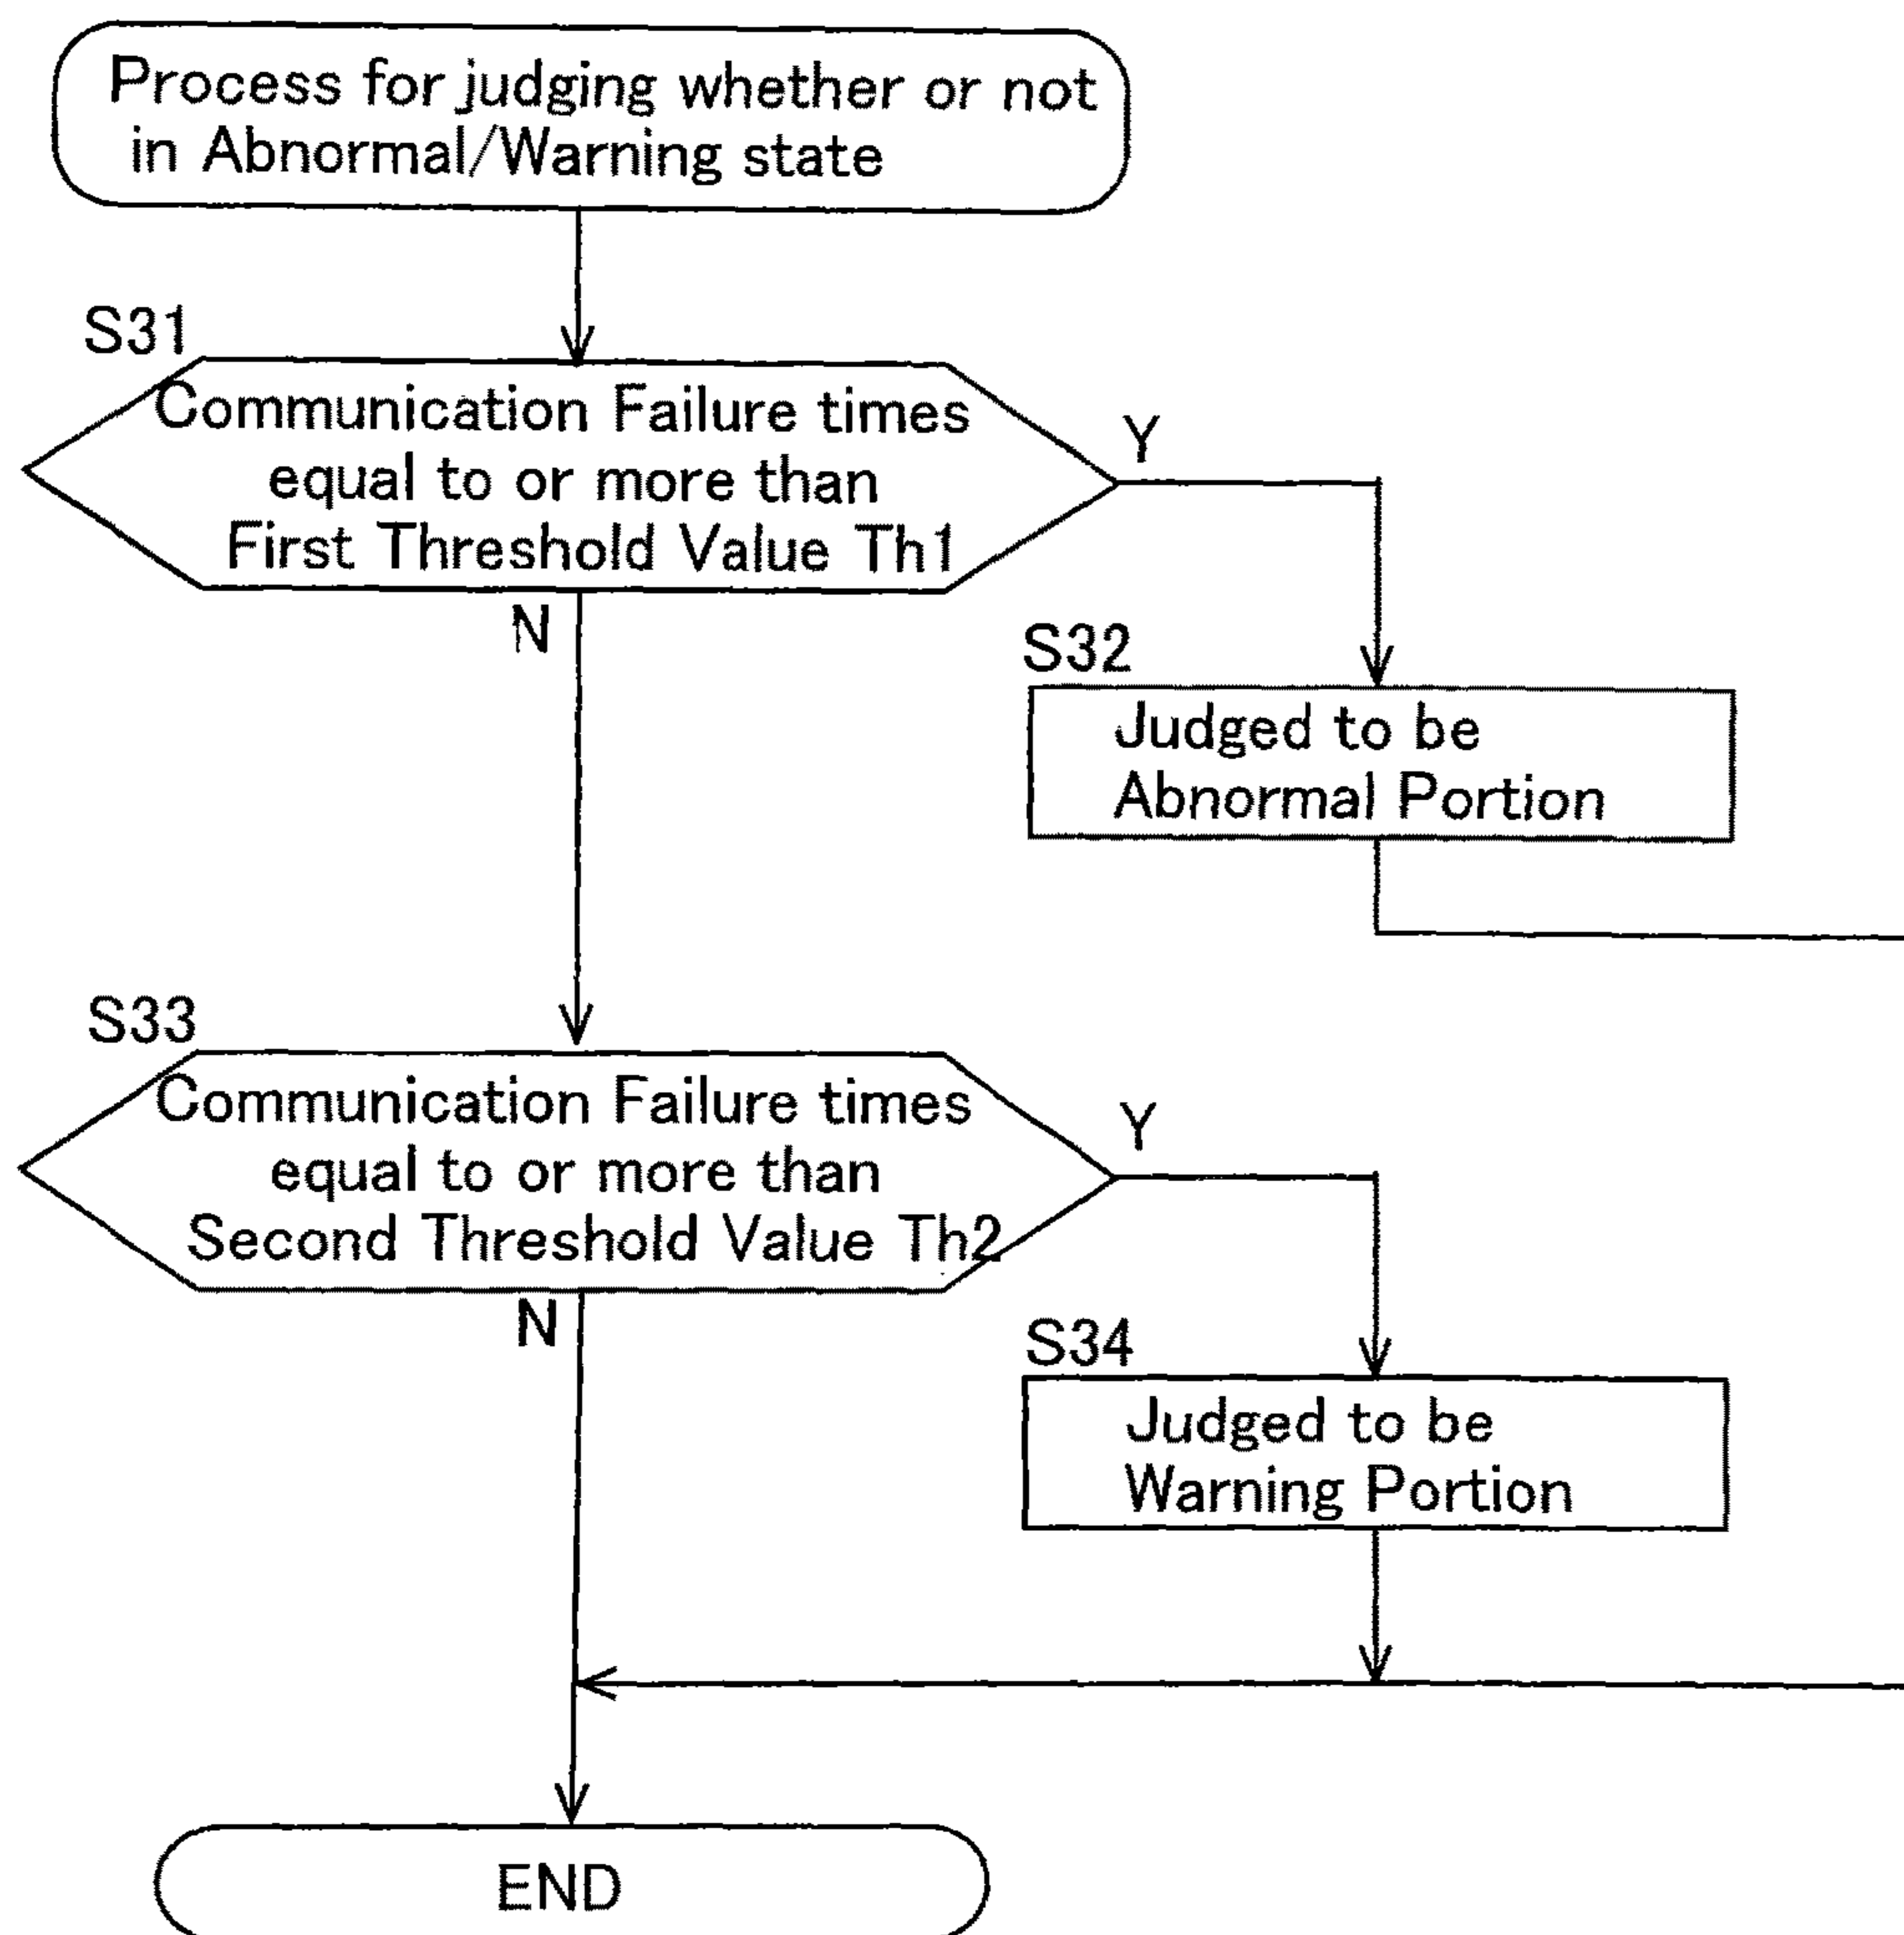 Process for judging whether or not
in Abnormal/Warning state
S31
Communication Failure times
equal to or more than
First Threshold Value Th1
Y
N
S32
Judged to be
Abnormal Portion
S33
Communication Failure times
equal to or more than
Second Threshold Value Th2
Y
N
S34
Judged to be
Warning Portion
END